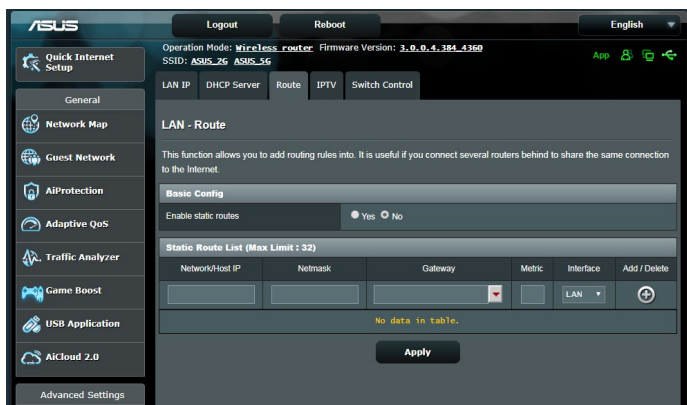 ASUS
Logout
Reboot
English
Operation Mode: Wireless router Firmware Version: 3.0.0.4.384_4360
SSID: ASUS_2G ASUS_5G
App
Quick Internet
Setup
General
Network Map
Guest Network
AiProtection
Adaptive QoS
Traffic Analyzer
Game Boost
USB Application
AiCloud 2.0
Advanced Settings
LAN IP DHCP Server Route IPTV Switch Control
LAN - Route
This function allows you to add routing rules into. It is useful if you connect several routers behind to share the same connection
to the Internet.
Basic Config
Enable static routes Yes No
Static Route List (Max Limit : 32)
Network/Host IP Netmask Gateway Metric Interface Add / Delete
LAN
No data in table.
Apply